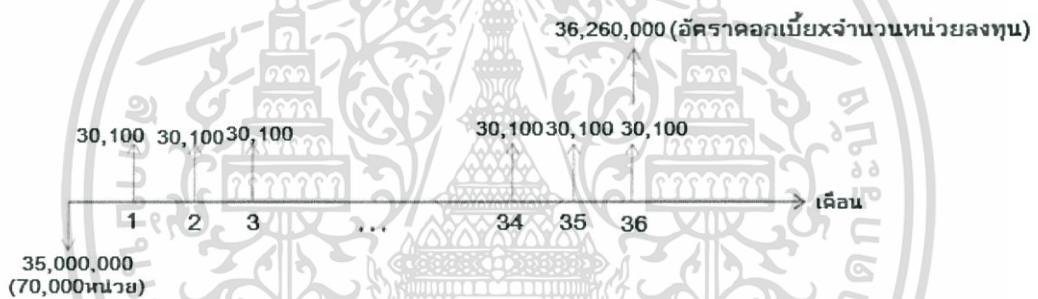 36,260,000 (อัตราดอกเบี้ยxจำนวนหน่วยลงทุน)
30,100 30,100 30,100 30,100 30,100 30,100
เดือน
1 2 3 ... 34 35 36
35,000,000
(70,000หน่วย)